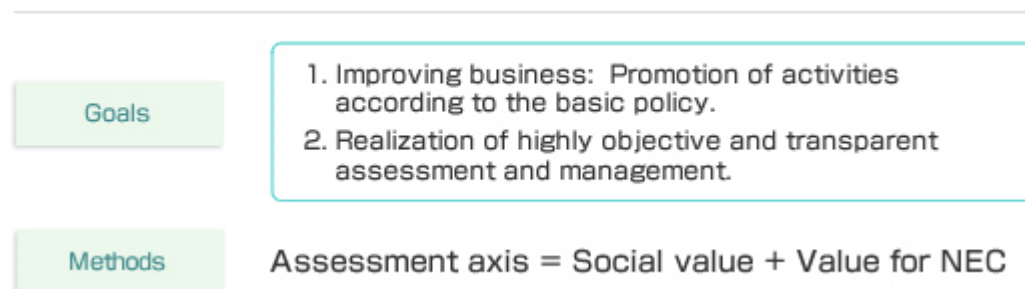 Goals
1. Improving business: Promotion of activities
according to the basic policy.
2. Realization of highly objective and transparent
assessment and management.
Methods
Assessment axis = Social value + Value for NEC